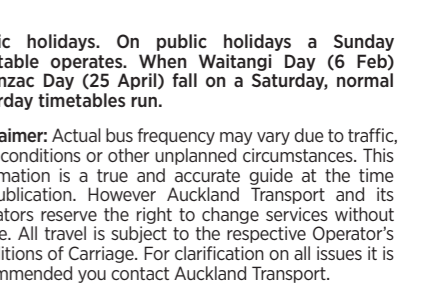 ic holidays. On public holidays a Sunday
table operates. When Waitangi Day (6 Feb)
nzac Day (25 April) fall on a Saturday, normal
rday timetables run.
aimer: Actual bus frequency may vary due to traffic,
conditions or other unplanned circumstances. This
mation is a true and accurate guide at the time
ublication. However Auckland Transport and its
ators reserve the right to change services without
e. All travel is subject to the respective Operator's
itions of Carriage. For clarification on all issues it is
mmended you contact Auckland Transport.